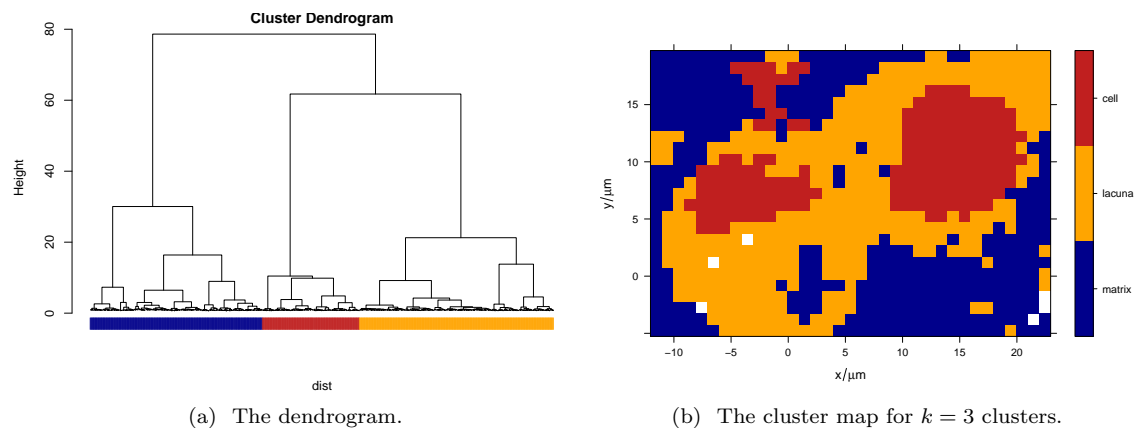 Cluster Dendrogram
80
60
40
20
0
Height
dist
(a) The dendrogram.
15
10
5
0
y/μm
−10
−5
0
5
10
15
20
x/μm
cell
lacuna
matrix
(b) The cluster map for k = 3 clusters.